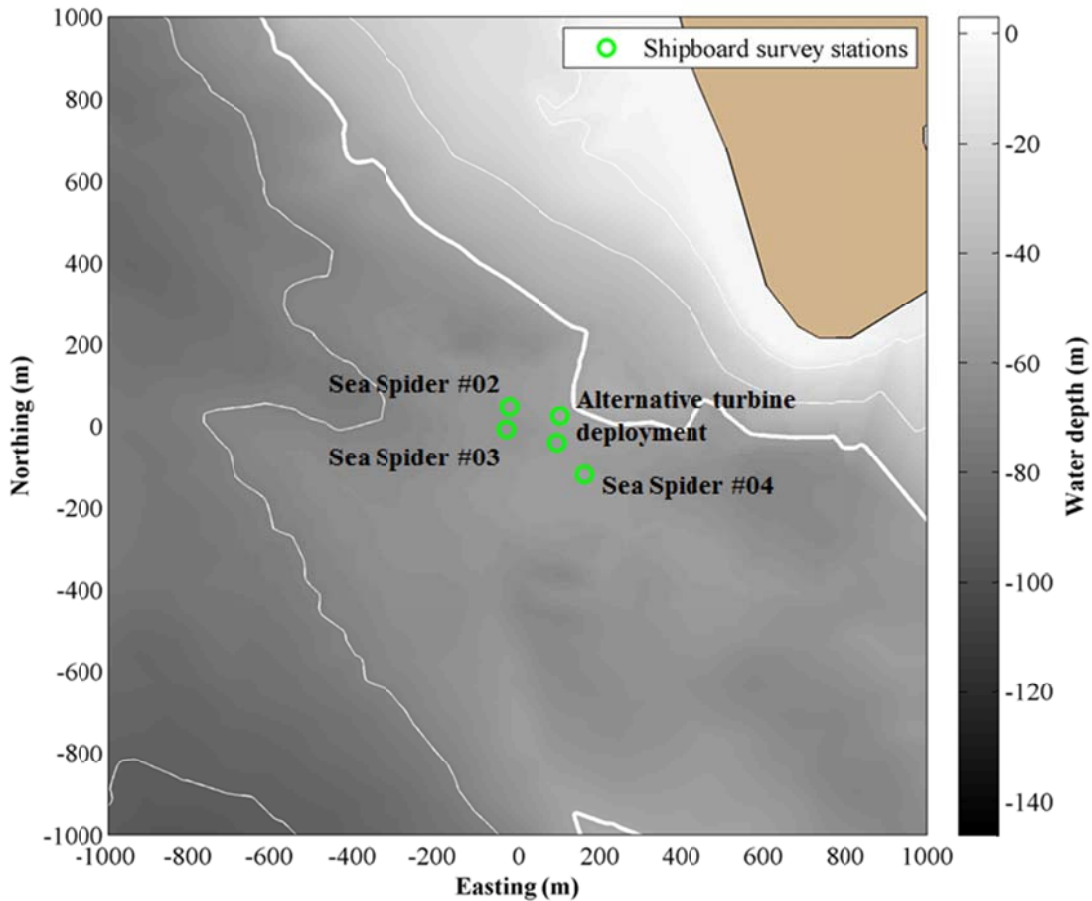 1000
800
600
400
200
0
-200
-400
-600
-800
-1000
Northing (m)
Shipboard survey stations
Sea Spider #02
Sea Spider #03
Alternative turbine
deployment
Sea Spider #04
-1000 -800 -600 -400 -200 0 200 400 600 800 1000
Easting (m)
0
-20
-40
-60
-80
-100
-120
-140
Water depth (m)